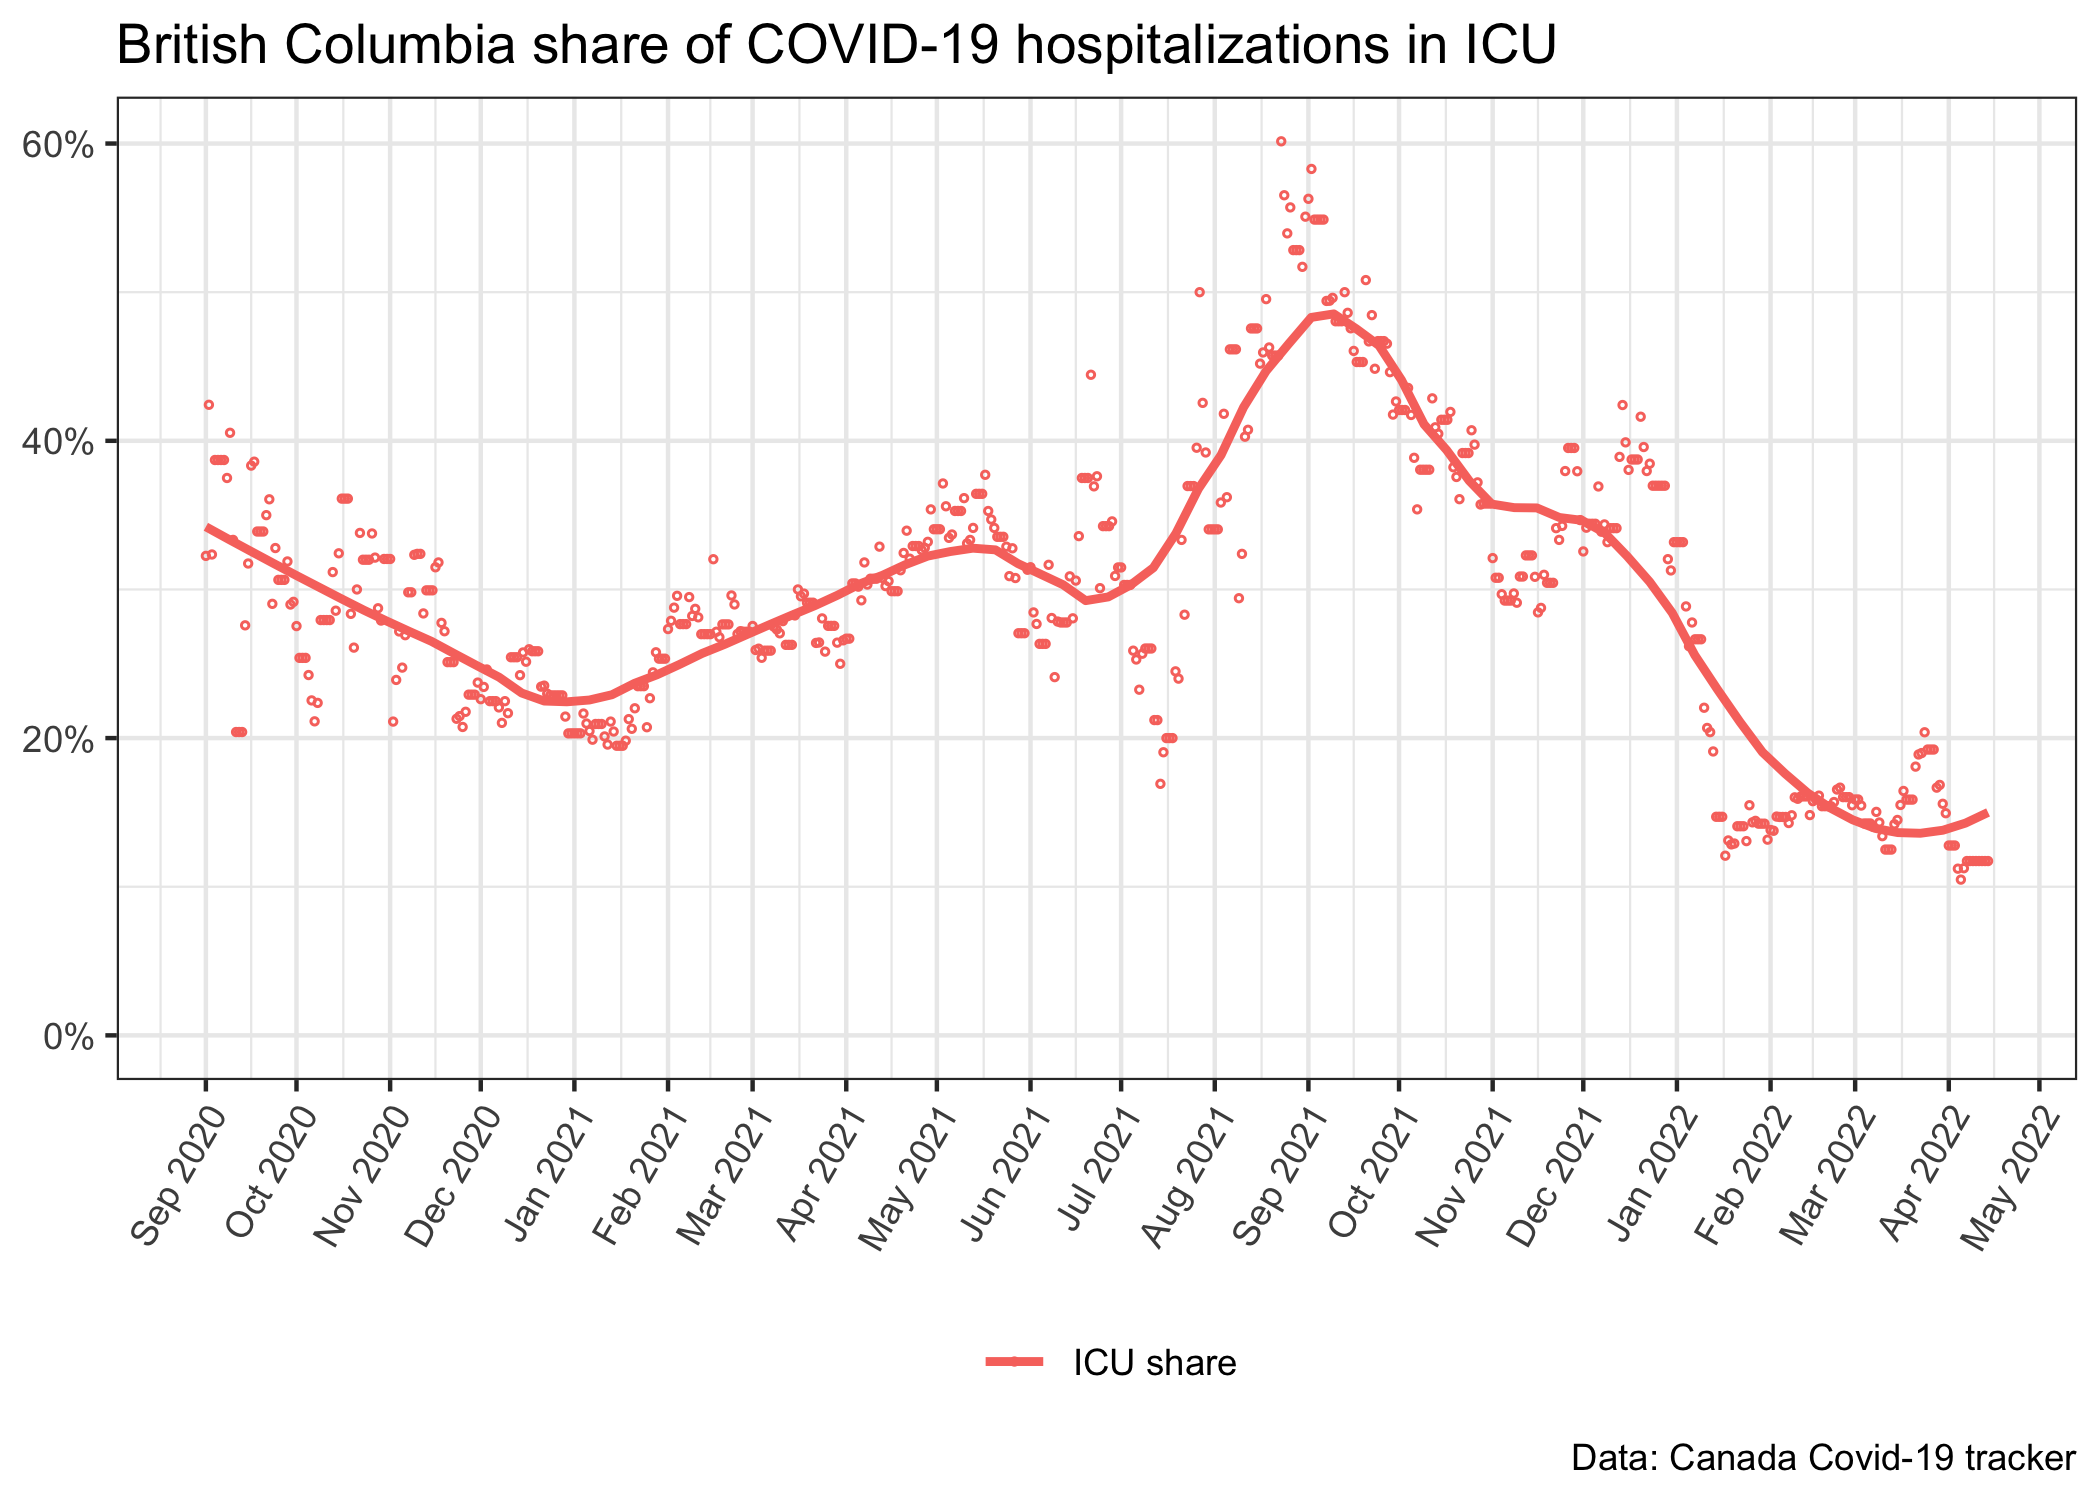 British Columbia share of COVID-19 hospitalizations in ICU
60%
40%
20%
0%
Sep 2020
Oct 2020
Nov 2020
Dec 2020
Jan 2021
Feb 2021
Mar 2021
Apr 2021
May 2021
Jun 2021
Jul 2021
Aug 2021
Sep 2021
Oct 2021
Nov 2021
Dec 2021
Jan 2022
Feb 2022
Mar 2022
Apr 2022
May 2022
ICU share
Data: Canada Covid-19 tracker